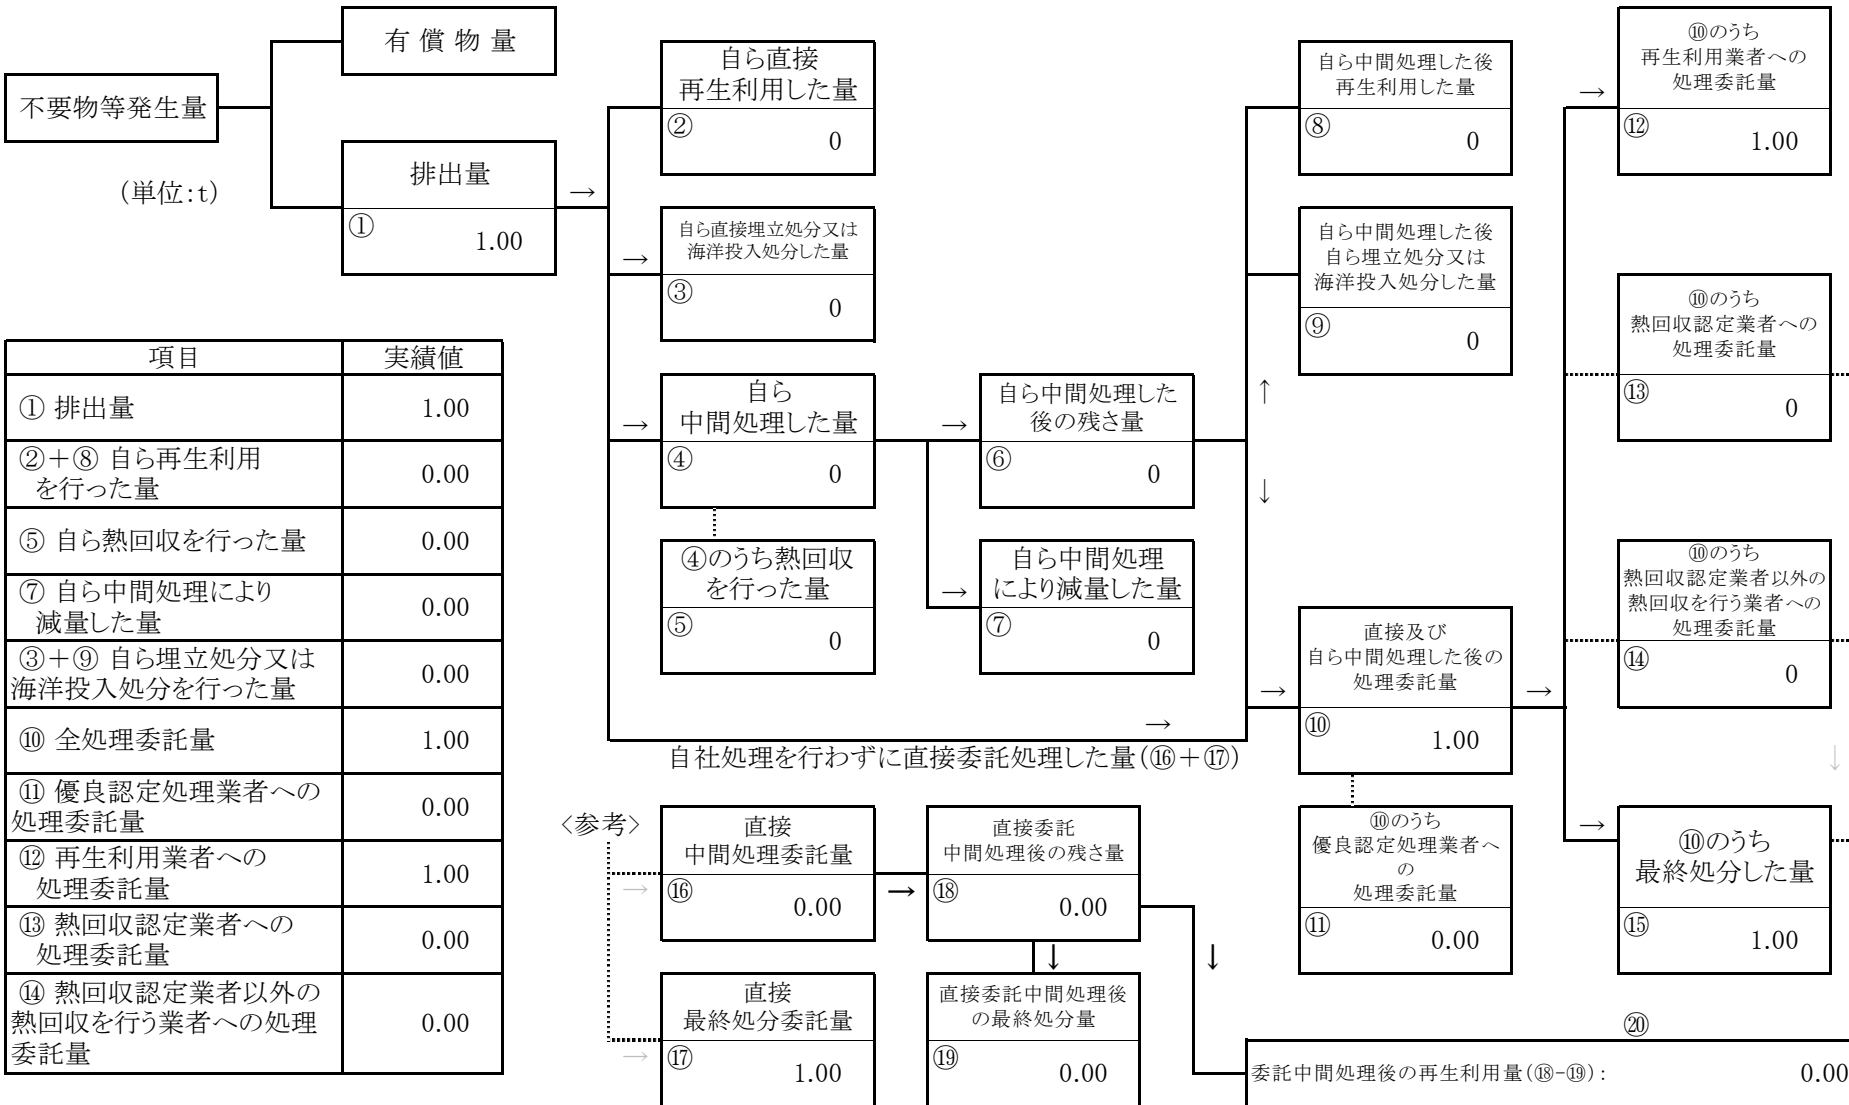 不要物等発生量
(単位:t)
有 償 物 量
排出量
①
1.00
→
自ら直接
再生利用した量
②
0
→
自ら直接埋立処分又は
海洋投入処分した量
③
0
→
自ら
中間処理した量
④
0
④のうち熱回収
を行った量
⑤
0
→
自ら中間処理した
後の残さ量
⑥
0
→
自ら中間処理
により減量した量
⑦
0
→
自社処理を行わずに直接委託処理した量(⑯+⑰)
↑
↓
自ら中間処理した後
再生利用した量
⑧
0
自ら中間処理した後
自ら埋立処分又は
海洋投入処分した量
⑨
0
→
直接及び
自ら中間処理した後の
処理委託量
⑩
1.00
⑩のうち
優良認定処理業者へ
の
処理委託量
⑪
0.00
→
→
⑩のうち
再生利用業者への
処理委託量
⑫
1.00
⑩のうち
熱回収認定業者への
処理委託量
⑬
0
⑩のうち
熱回収認定業者以外の
熱回収を行う業者への
処理委託量
⑭
0
↓
→
⑩のうち
最終処分した量
⑮
1.00
項目 実績値
① 排出量 1.00
②+⑧ 自ら再生利用
を行った量 0.00
⑤ 自ら熱回収を行った量 0.00
⑦ 自ら中間処理により
減量した量 0.00
③+⑨ 自ら埋立処分又は
海洋投入処分を行った量 0.00
⑩ 全処理委託量 1.00
⑪ 優良認定処理業者への
処理委託量 0.00
⑫ 再生利用業者への
処理委託量 1.00
⑬ 熱回収認定業者への
処理委託量 0.00
⑭ 熱回収認定業者以外の
熱回収を行う業者への処理
委託量 0.00
<参考>
→
直接
中間処理委託量
⑯
0.00
→
直接委託
中間処理後の残さ量
⑱
0.00
↓
↓
→
直接
最終処分委託量
⑰
1.00
直接委託中間処理後
の最終処分量
⑲
0.00
⑳
委託中間処理後の再生利用量(⑱-⑲): 0.00